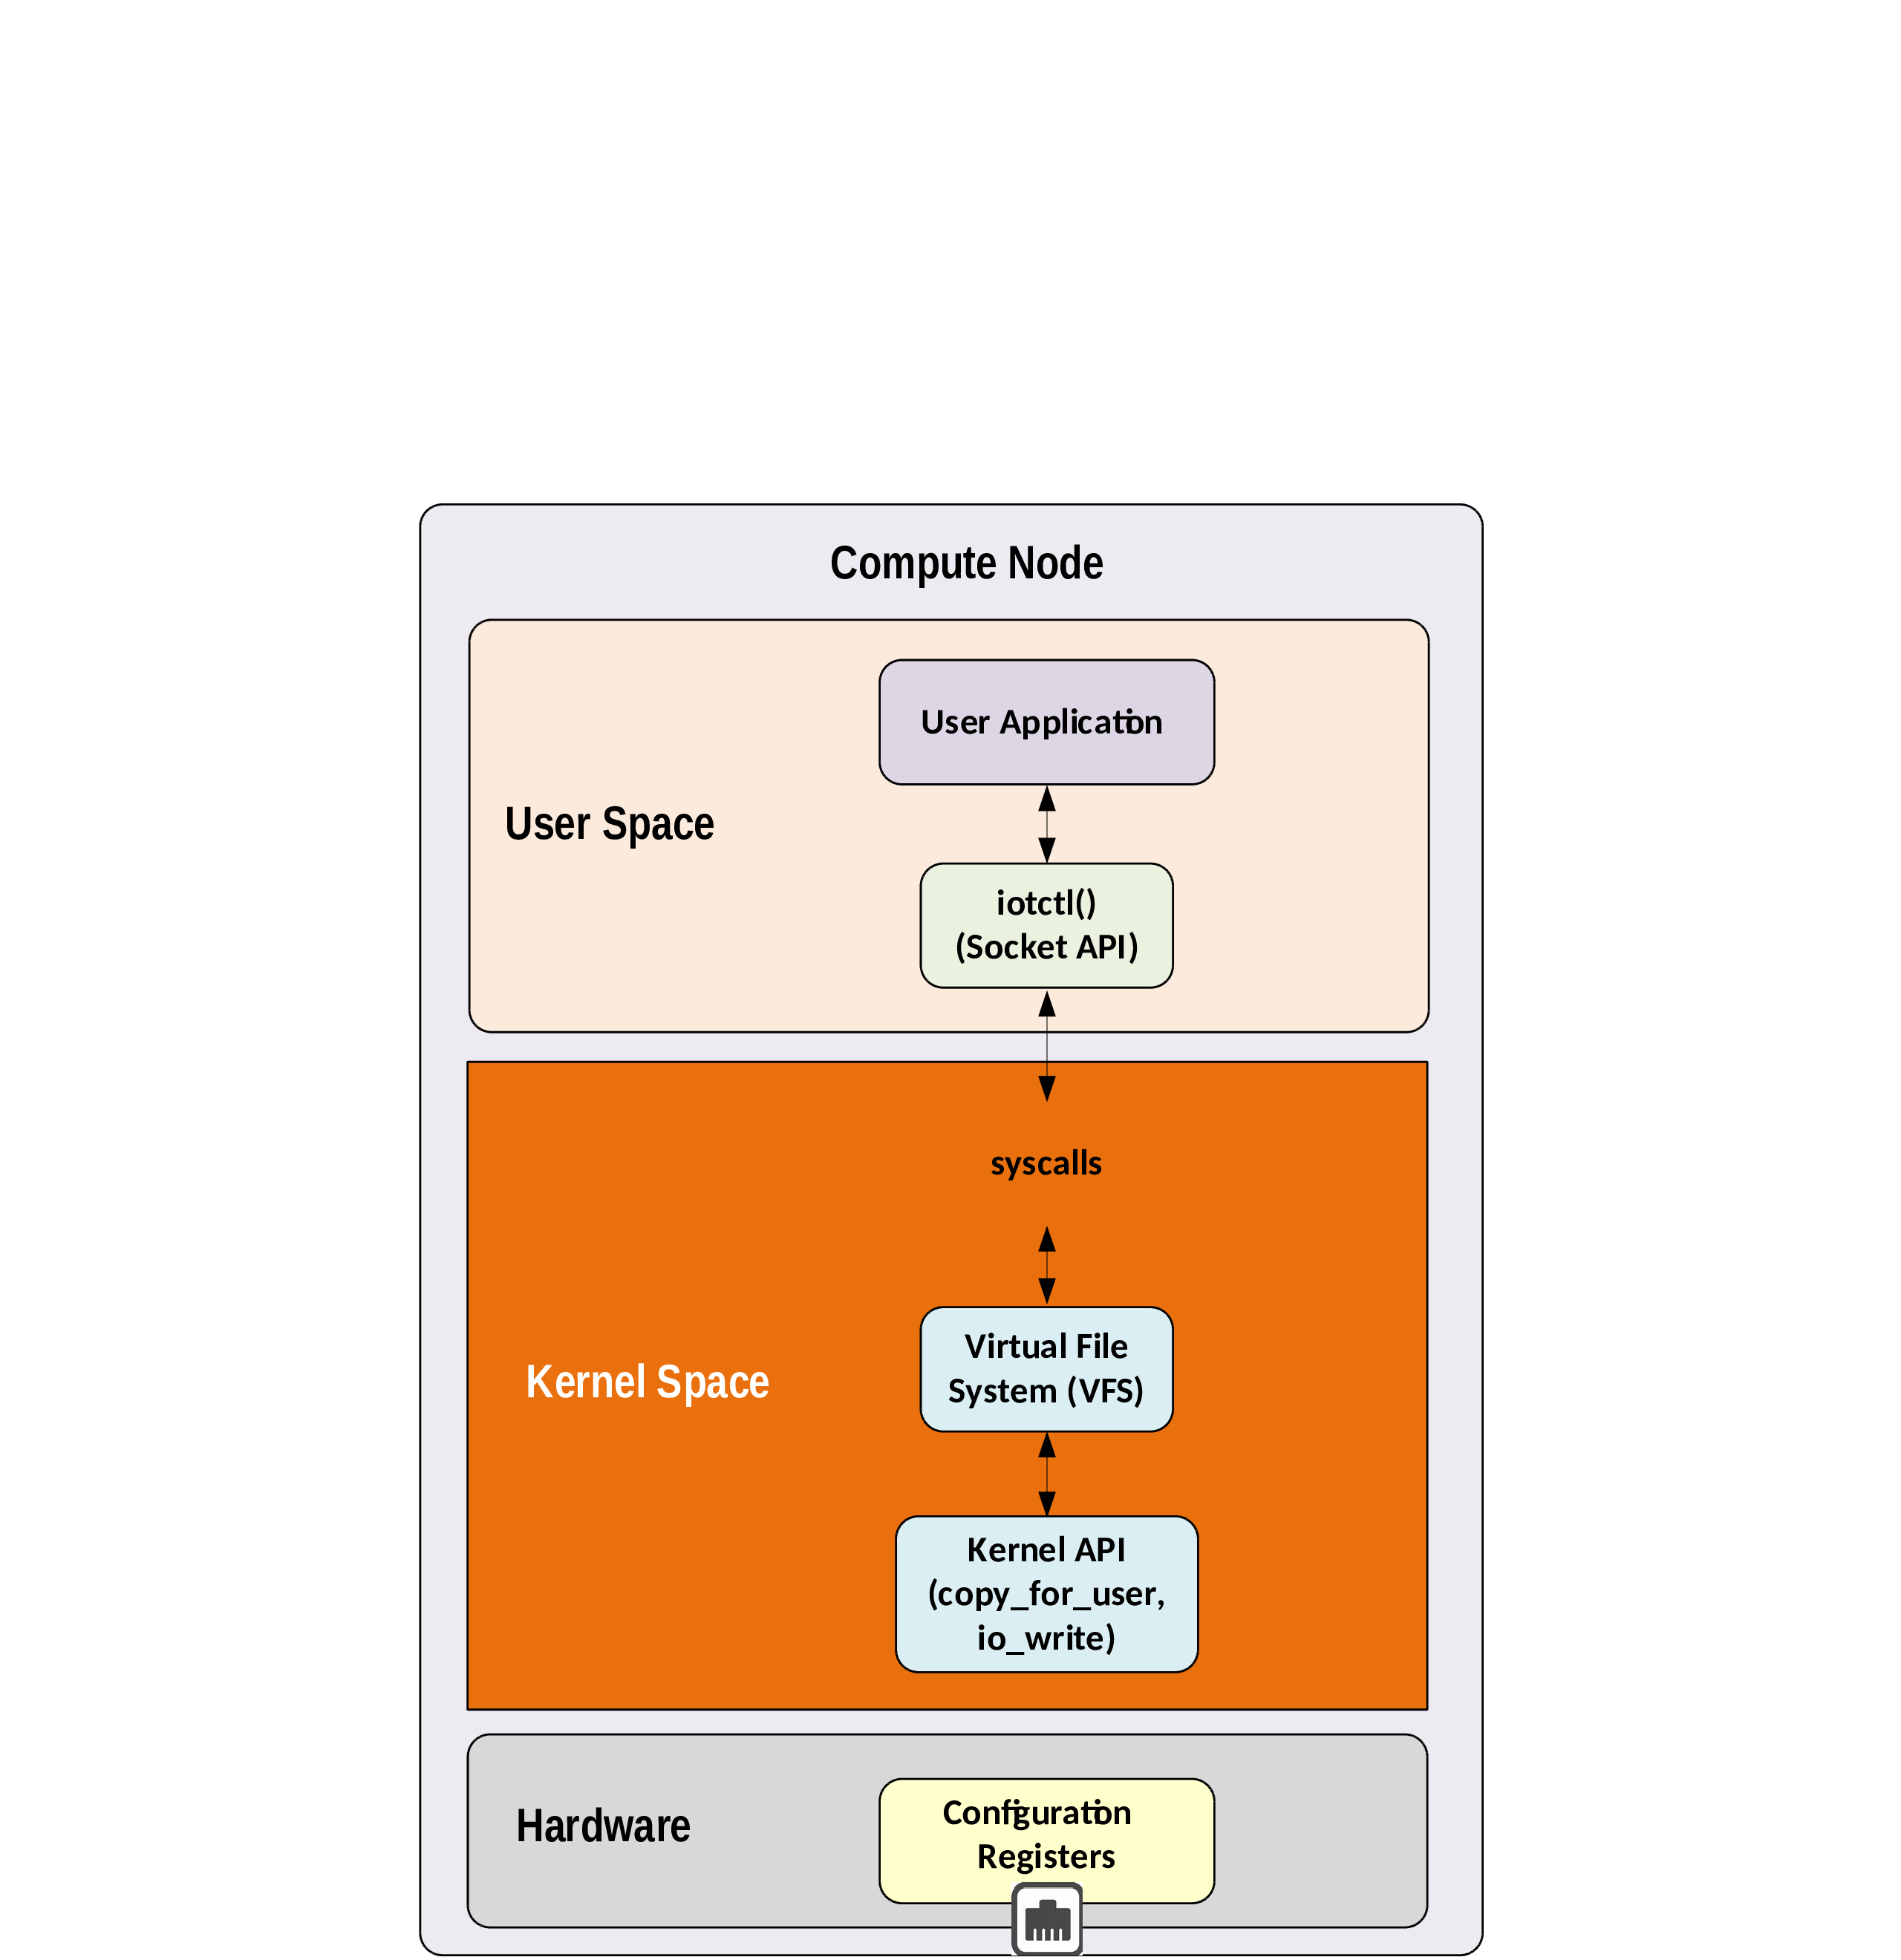 Compute Node
User Application
User Space
iotctl()
(Socket API)
syscalls
Virtual File
System (VFS)
Kernel Space
Kernel API
(copy_for_user,
io_write)
Configuration
Registers
Hardware